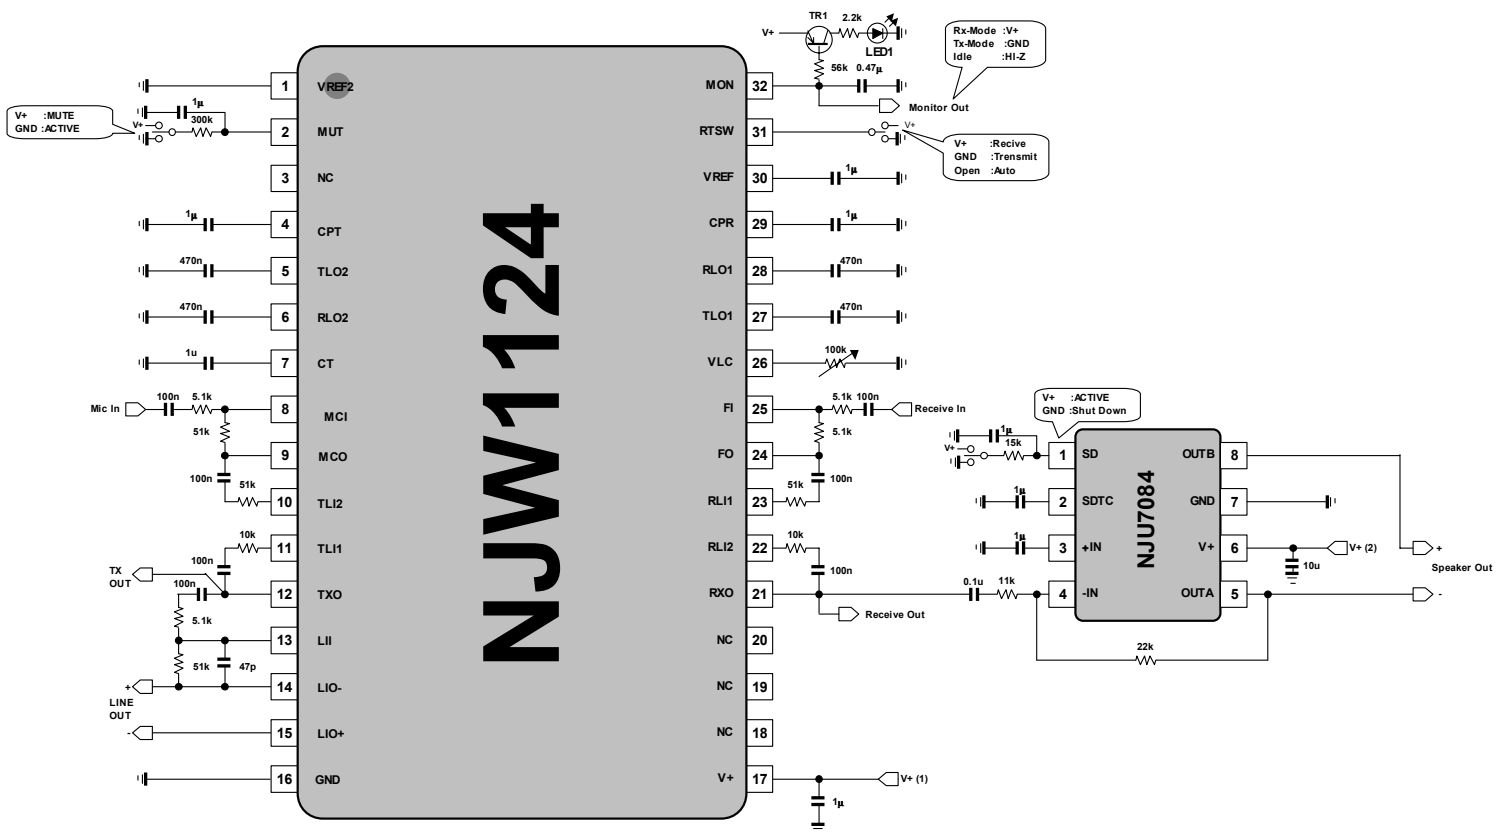 TR1
2.2k
V+
LED1
Rx-Mode :V+
Tx-Mode :GND
Idle :HI-Z
56k
0.47µ
Monitor Out
1 VREF2
MON 32
V+ :MUTE
GND :ACTIVE
1µ
V+
300k
2 MUT
RTSW 31
V+
V+ :Recive
GND :Trensmit
Open :Auto
3 NC
VREF 30
1µ
1µ
4 CPT
CPR 29
1µ
470n
5 TLO2
RLO1 28
470n
470n
6 RLO2
TLO1 27
470n
1u
7 CT
VLC 26
100k
NJW1124
Mic In
100n
5.1k
8 MCI
FI 25
5.1k
100n
Receive In
51k
5.1k
9 MCO
FO 24
100n
51k
10 TLI2
RLI1 23
51k
100n
10k
11 TLI1
RLI2 22
10k
100n
100n
TX
OUT
100n
12 TXO
RXO 21
Receive Out
5.1k
13 LII
NC 20
51k
47p
+
14 LIO-
NC 19
LINE
OUT
-
15 LIO+
NC 18
16 GND
V+ 17
V+ (1)
1µ
V+ :ACTIVE
GND :Shut Down
1µ
V+
15k
1 SD
OUTB 8
1µ
2 SDTC
GND 7
1µ
3 +IN
V+ 6
V+ (2)
10u
+
Speaker Out
-
0.1u
11k
4 -IN
OUTA 5
NJU7084
22k